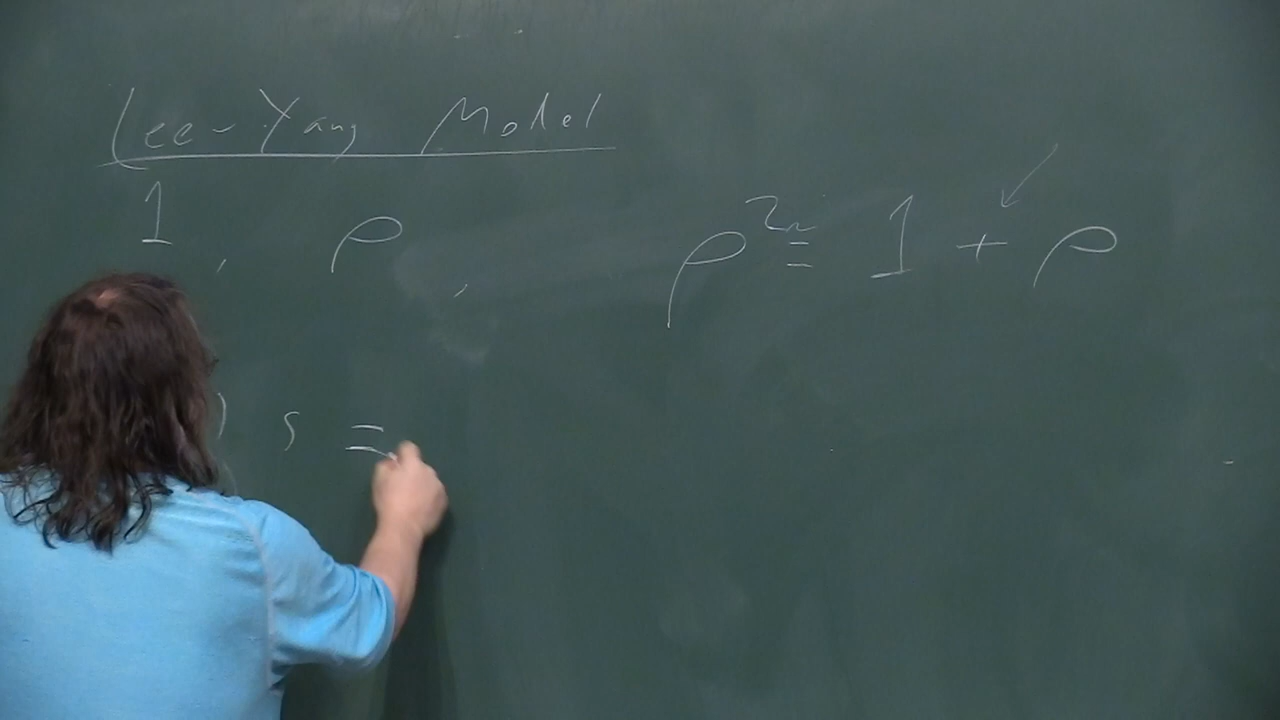 Lee-Yang Model
1, ρ, ρ² ≅ 1 + ρ
) s =